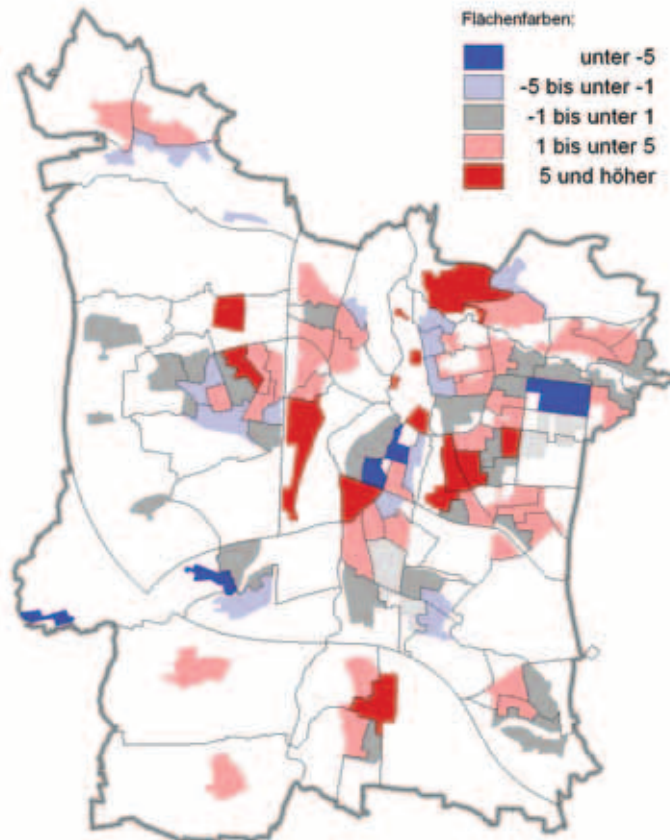 Flächenfarben:
unter -5
-5 bis unter -1
-1 bis unter 1
1 bis unter 5
5 und höher